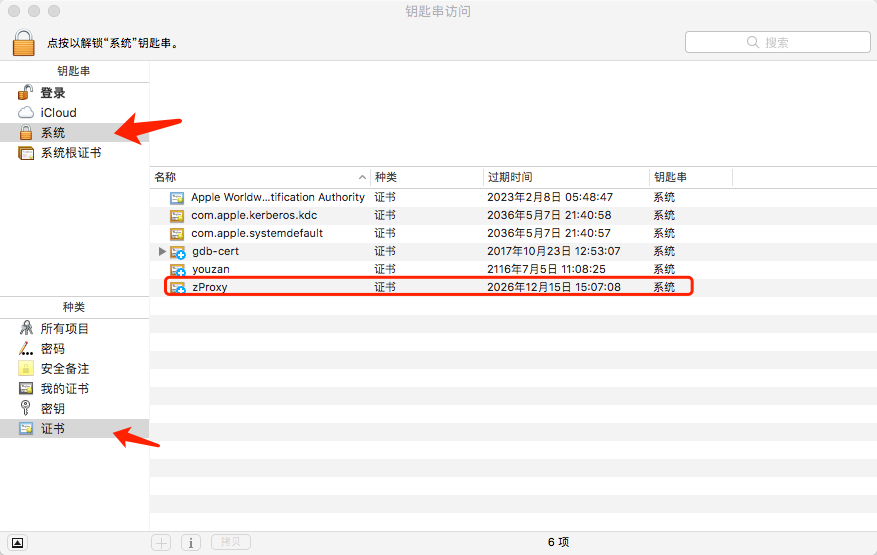 钥匙串访问
点按以解锁“系统”钥匙串。
搜索
钥匙串
登录
iCloud
系统
系统根证书
名称 种类 过期时间 钥匙串
Apple Worldw...tification Authority 证书 2023年2月8日 05:48:47 系统
com.apple.kerberos.kdc 证书 2036年5月7日 21:40:58 系统
com.apple.systemdefault 证书 2036年5月7日 21:40:57 系统
gdb-cert 证书 2017年10月23日 12:53:07 系统
youzan 证书 2116年7月5日 11:08:25 系统
zProxy 证书 2026年12月15日 15:07:08 系统
种类
所有项目
密码
安全备注
我的证书
密钥
证书
拷贝
6 项